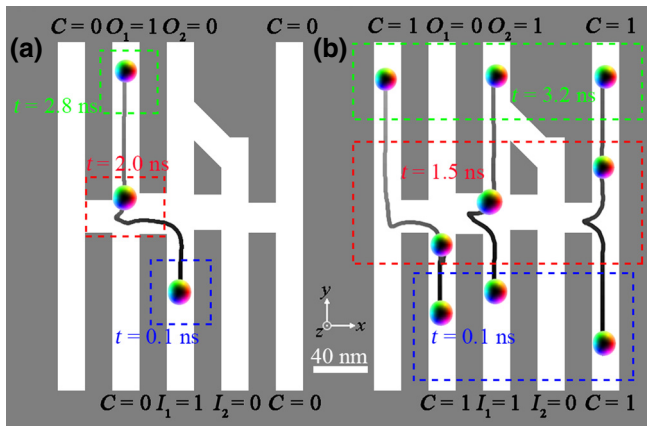 (a)
C = 0 O₁ = 1 O₂ = 0
t = 2.8 ns
t = 2.0 ns
t = 0.1 ns
C = 0 I₁ = 1 I₂ = 0 C = 0
(b)
C = 1 O₁ = 0 O₂ = 1 C = 1
t = 3.2 ns
t = 1.5 ns
t = 0.1 ns
y
z x
40 nm
C = 1 I₁ = 1 I₂ = 0 C = 1